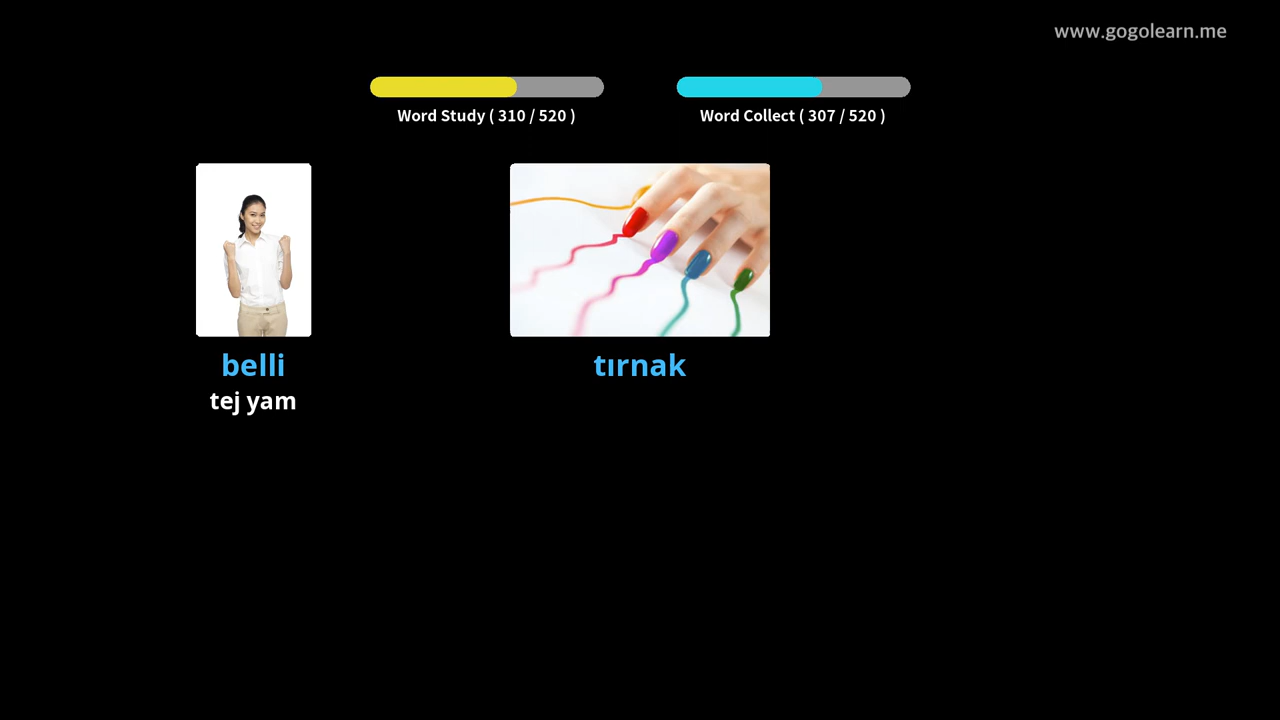 www.gogolearn.me
Word Study ( 310 / 520 )
Word Collect ( 307 / 520 )
belli
tırnak
tej yam